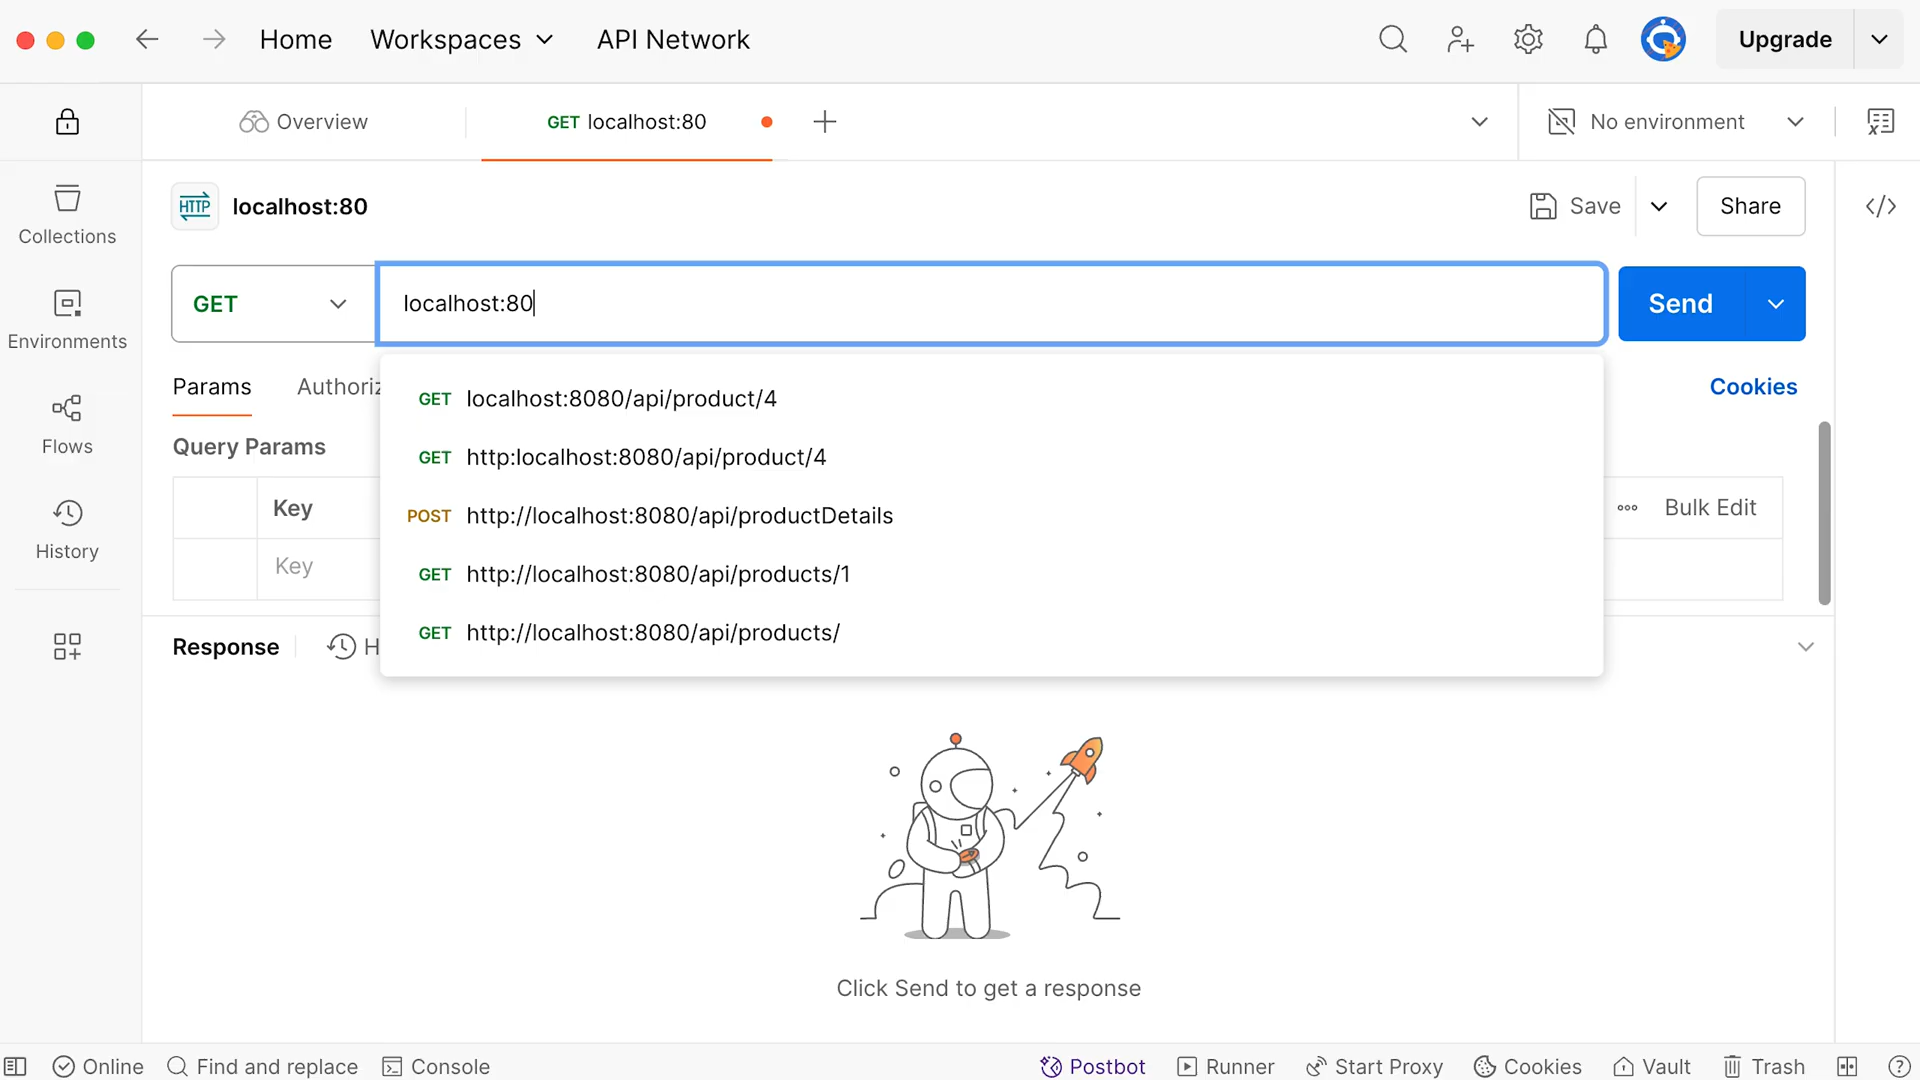 Home Workspaces API Network Upgrade
Overview GET localhost:80 No environment
HTTP localhost:80 Save Share
Collections
GET localhost:80 Send
Environments
Params Authoriz Cookies
GET localhost:8080/api/product/4
Flows
Query Params
GET http:localhost:8080/api/product/4
Key Bulk Edit
POST http://localhost:8080/api/productDetails
History
Key
GET http://localhost:8080/api/products/1
GET http://localhost:8080/api/products/
Response H
Click Send to get a response
Online Find and replace Console Postbot Runner Start Proxy Cookies Vault Trash